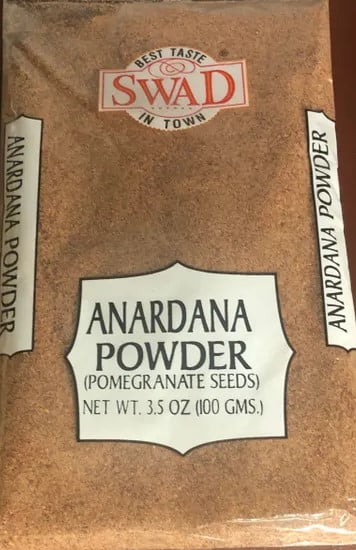 BEST TASTE
SWAD
IN TOWN
ANARDANA POWDER
ANARDANA POWDER
ANARDANA
POWDER
(POMEGRANATE SEEDS)
NET WT. 3.5 OZ (100 GMS.)